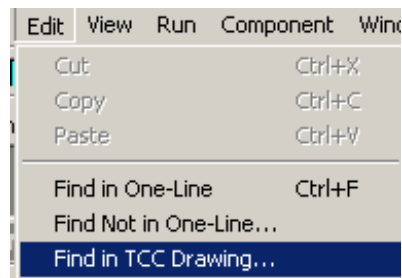 Edit View Run Component
Cut Ctrl+X
Copy Ctrl+C
Paste Ctrl+V
Find in One-Line Ctrl+F
Find Not in One-Line...
Find in TCC Drawing...